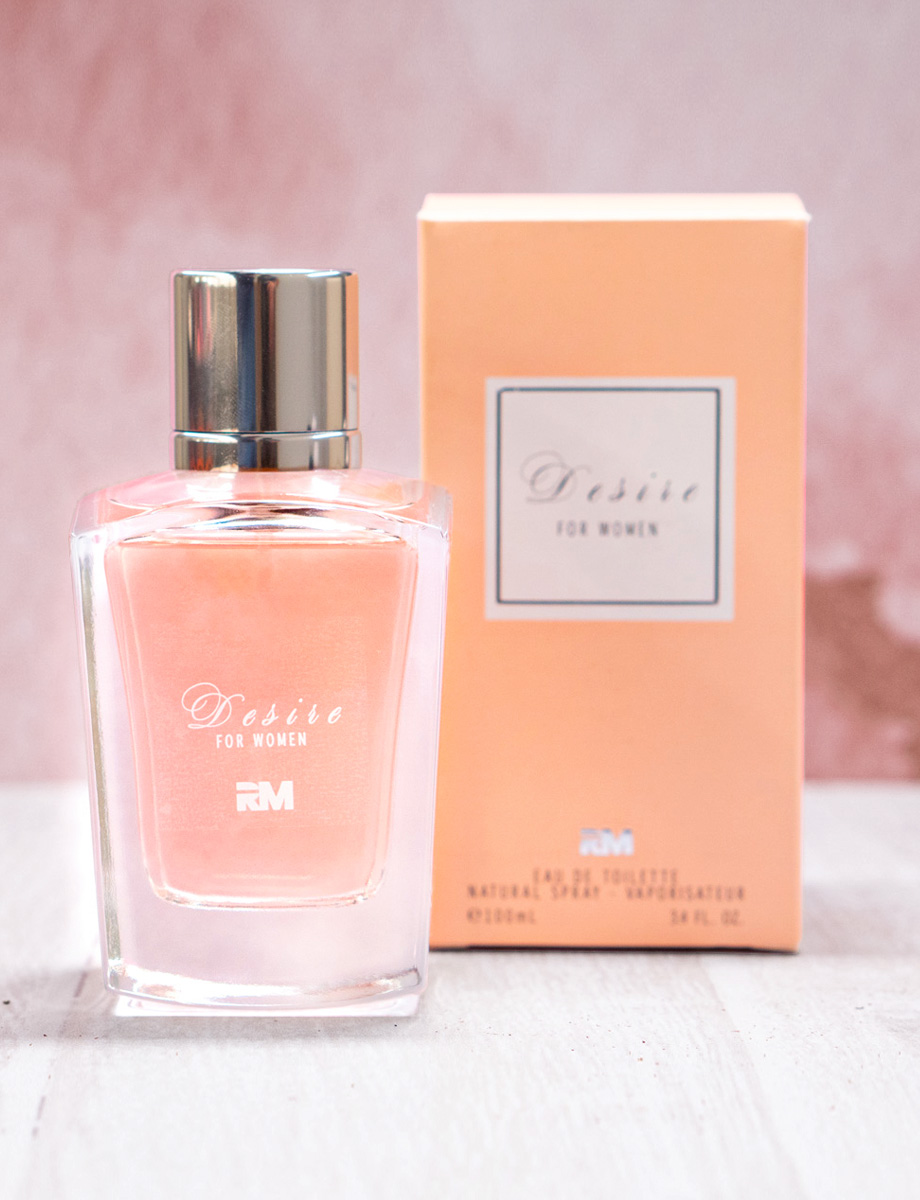 Desire
FOR WOMEN
RM
Desire
FOR WOMEN
RM
EAU DE TOILETTE
NATURAL SPRAY - VAPORISATEUR
℮100mL 3.4 FL. OZ.